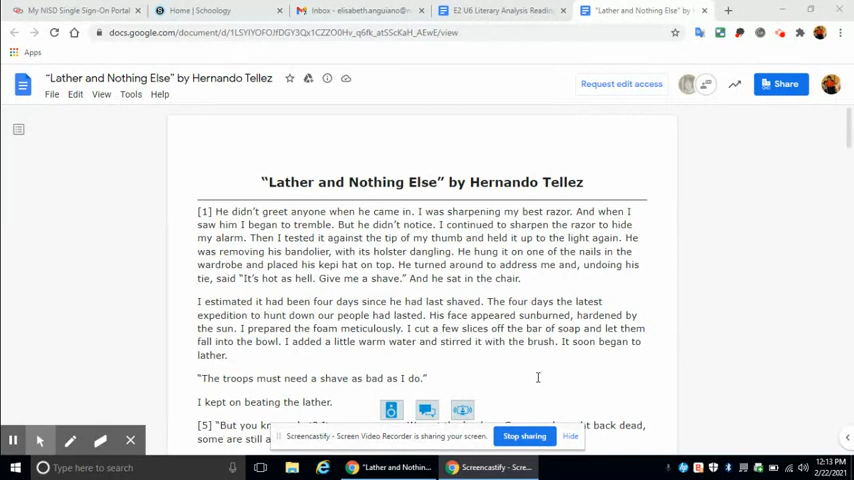 My NISD Single Sign-On Portal
Home | Schoology
Inbox - elisabeth.anguiano@n
E2 U6 Literary Analysis Reading
"Lather and Nothing Else" by H
docs.google.com/document/d/1LSYlYOFOJfDGY3Qx1CZZO0Hv_q6fk_atSScKaH_AEwE/view
Apps
"Lather and Nothing Else" by Hernando Tellez
File Edit View Tools Help
Request edit access
Share
"Lather and Nothing Else" by Hernando Tellez
[1] He didn't greet anyone when he came in. I was sharpening my best razor. And when I
saw him I began to tremble. But he didn't notice. I continued to sharpen the razor to hide
my alarm. Then I tested it against the tip of my thumb and held it up to the light again. He
was removing his bandolier, with its holster dangling. He hung it on one of the nails in the
wardrobe and placed his kepi hat on top. He turned around to address me and, undoing his
tie, said "It's hot as hell. Give me a shave." And he sat in the chair.
I estimated it had been four days since he had last shaved. The four days the latest
expedition to hunt down our people had lasted. His face appeared sunburned, hardened by
the sun. I prepared the foam meticulously. I cut a few slices off the bar of soap and let them
fall into the bowl. I added a little warm water and stirred it with the brush. It soon began to
lather.
"The troops must need a shave as bad as I do."
I kept on beating the lather.
[5] "But you kn
ht back dead,
some are still a
Screencastify - Screen Video Recorder is sharing your screen.
Stop sharing
Hide
Type here to search
"Lather and Nothin...
Screencastify - Scre...
12:13 PM
2/22/2021